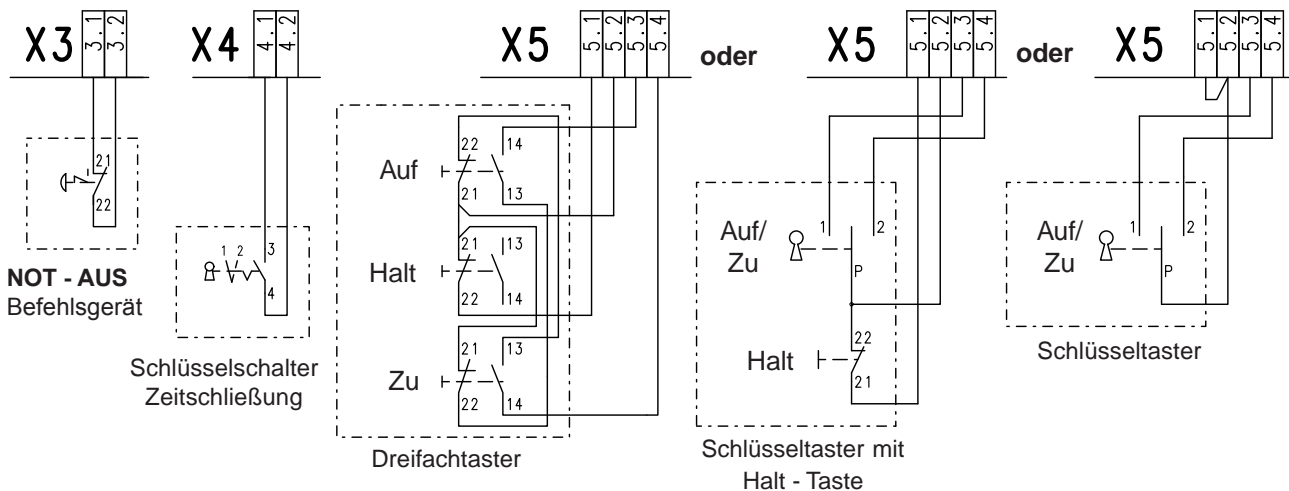 X3 3.1 3.2
X4 4.1 4.2
X5 5.1 5.2 5.3 5.4
oder
X5 5.1 5.2 5.3 5.4
oder
X5 5.1 5.2 5.3 5.4
21
22
NOT - AUS
Befehlsgerät
1 2 3
4
Schlüsselschalter
Zeitschließung
Auf
22 14
21 13
Halt
21 13
22 14
Zu
21 13
22 14
Dreifachtaster
Auf/
Zu
1 2
P
Halt
22
21
Schlüsseltaster mit
Halt - Taste
Auf/
Zu
1 2
P
Schlüsseltaster